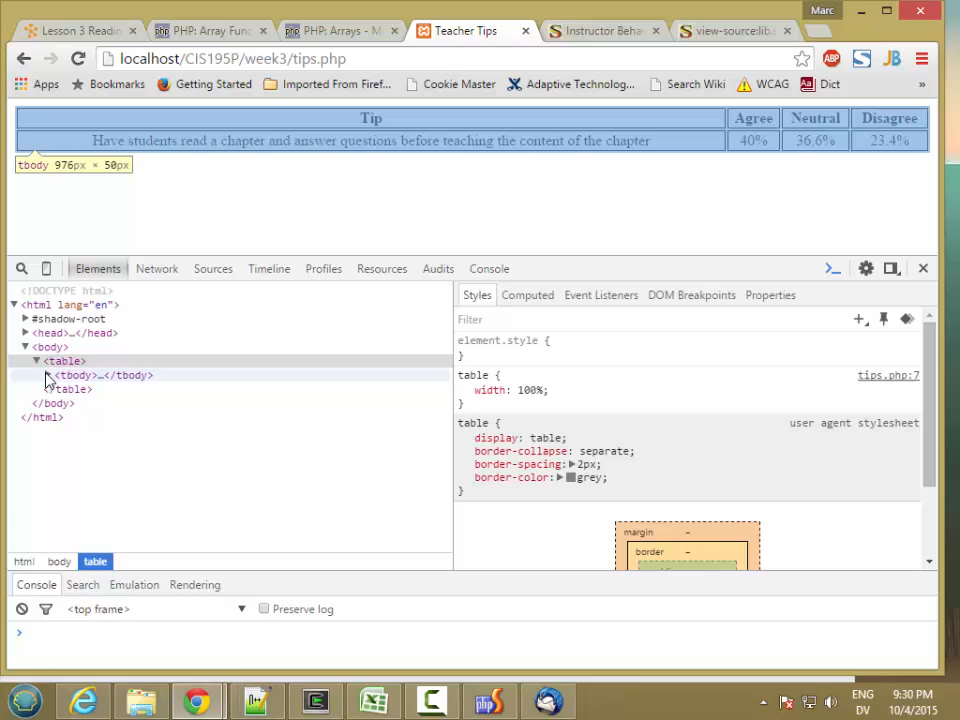 Marc
Lesson 3 Readin
PHP: Array Func
PHP: Arrays - M
Teacher Tips
Instructor Beha
view-source:lib.
localhost/CIS195P/week3/tips.php
Apps
Bookmarks
Getting Started
Imported From Firef...
Cookie Master
Adaptive Technolog...
Search Wiki
WCAG
Dict
»
Tip Agree Neutral Disagree
Have students read a chapter and answer questions before teaching the content of the chapter 40% 36.6% 23.4%
tbody 976px × 50px
Elements Network Sources Timeline Profiles Resources Audits Console
<!DOCTYPE html>
<html lang="en">
#shadow-root
<head>…</head>
<body>
<table>
<tbody>…</tbody>
</table>
</body>
</html>
html body table
Styles Computed Event Listeners DOM Breakpoints Properties
Filter
element.style {
}
table { tips.php:7
width: 100%;
}
table { user agent stylesheet
display: table;
border-collapse: separate;
border-spacing: 2px;
border-color: grey;
}
margin -
border -
Console Search Emulation Rendering
<top frame> Preserve log
>
ENG 9:30 PM
DV 10/4/2015